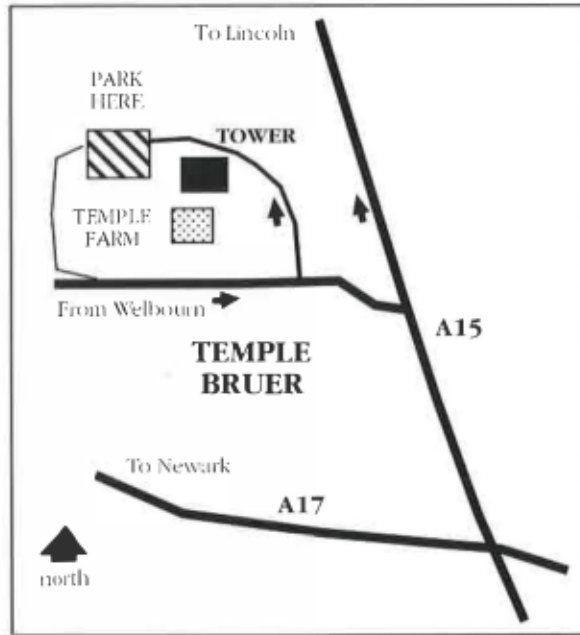 To Lincoln
PARK
HERE
TOWER
TEMPLE
FARM
From Welbourn
A15
TEMPLE
BRUER
To Newark
A17
north